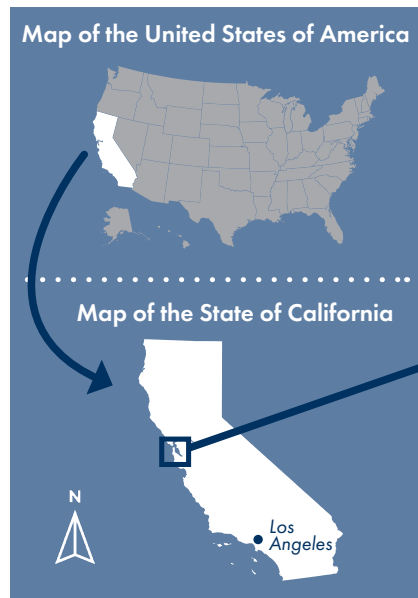 Map of the United States of America
Map of the State of California
N
Los
Angeles